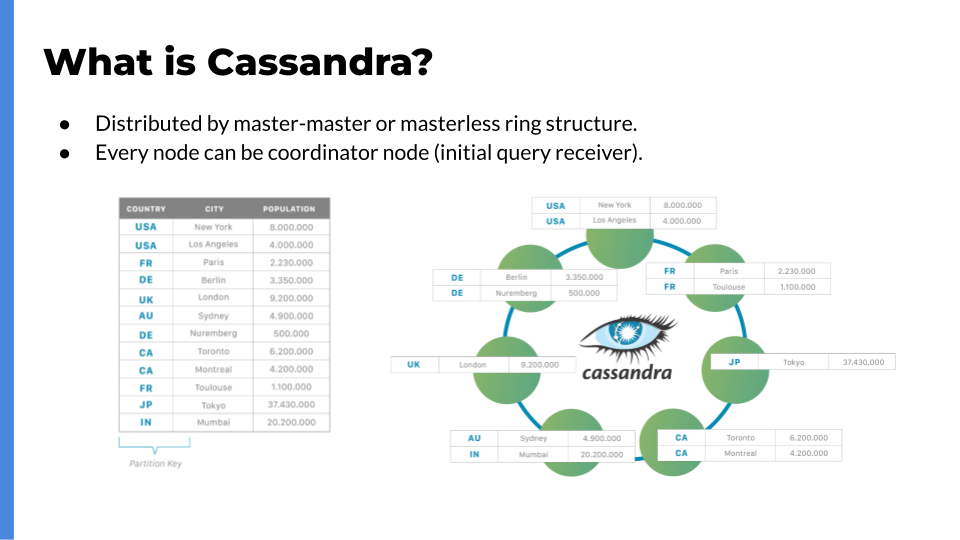 What is Cassandra?
● Distributed by master-master or masterless ring structure.
● Every node can be coordinator node (initial query receiver).
COUNTRY CITY POPULATION
USA New York 8.000.000
USA Los Angeles 4.000.000
FR Paris 2.230.000
DE Berlin 3.350.000
UK London 9.200.000
AU Sydney 4.900.000
DE Nuremberg 500.000
CA Toronto 6.200.000
CA Montreal 4.200.000
FR Toulouse 1.100.000
JP Tokyo 37.430.000
IN Mumbai 20.200.000
Partition Key
USA New York 8.000.000
USA Los Angeles 4.000.000
DE Berlin 3.350.000
DE Nuremberg 500.000
FR Paris 2.230.000
FR Toulouse 1.100.000
cassandra
UK London 9.200.000
JP Tokyo 37.430.000
AU Sydney 4.900.000
IN Mumbai 20.200.000
CA Toronto 6.200.000
CA Montreal 4.200.000